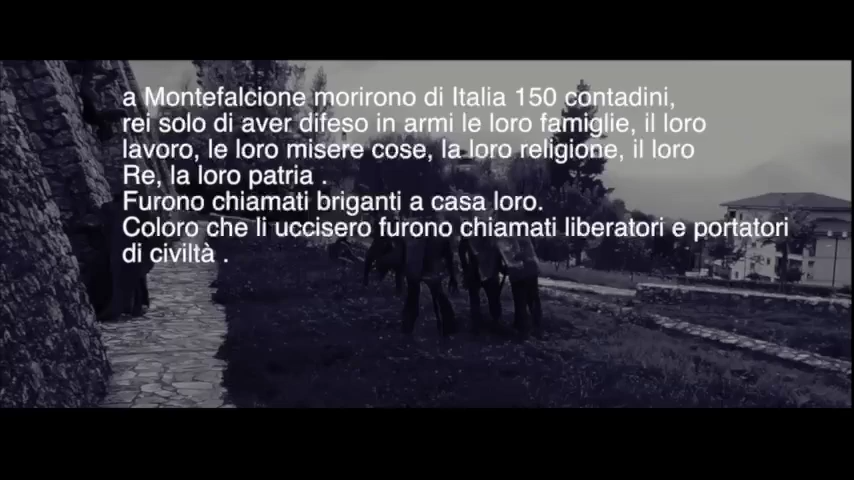 a Montefalcione morirono di Italia 150 contadini,
rei solo di aver difeso in armi le loro famiglie, il loro
lavoro, le loro misere cose, la loro religione, il loro
Re, la loro patria .
Furono chiamati briganti a casa loro.
Coloro che li uccisero furono chiamati liberatori e portatori
di civiltà .